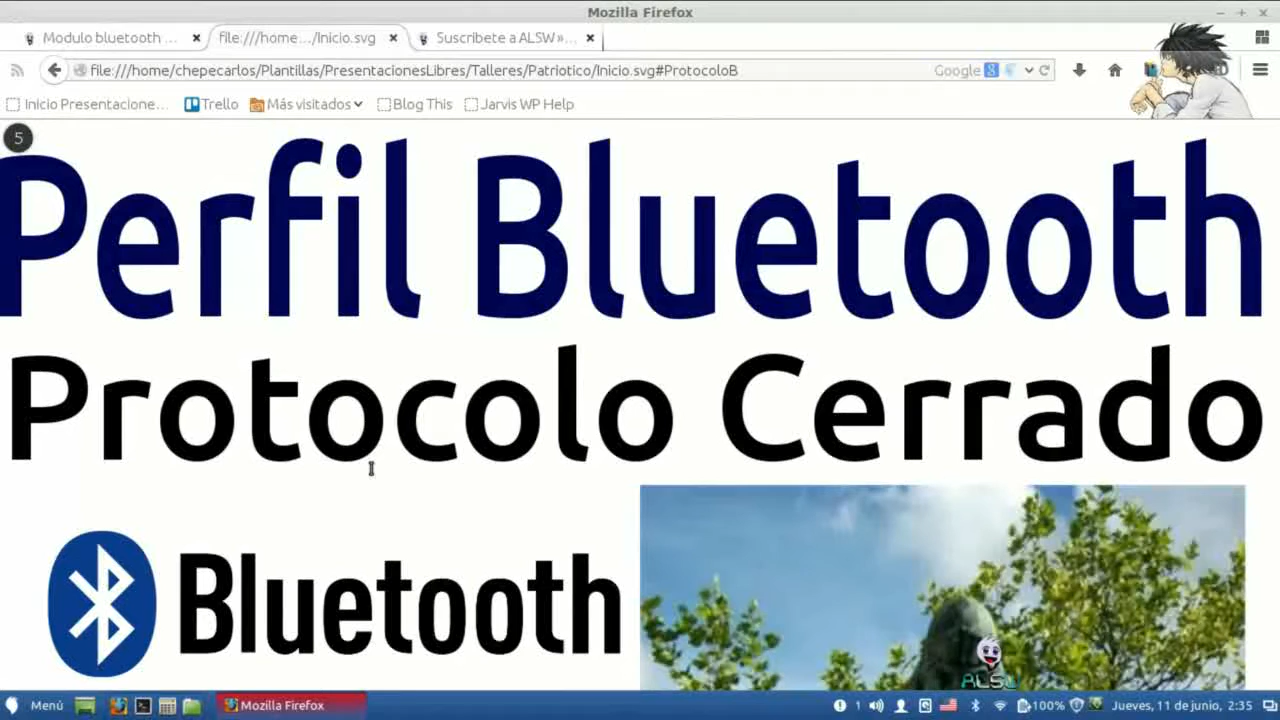 Mozilla Firefox
Modulo bluetooth ...
file:///home.../Inicio.svg
Suscribete a ALSW »...
file:///home/chepecarlos/Plantillas/PresentacionesLibres/Talleres/Patrlactico/Inicio.svg#ProtocoloB
Google
Inicio Presentacione...
Trello
Más visitados
Blog This
Jarvis WP Help
5
Perfil Bluetooth
Protocolo Cerrado
Bluetooth
ALSW
Menú
Mozilla Firefox
1
100%
Jueves, 11 de junio, 2:35